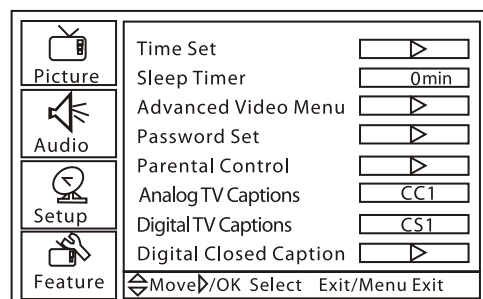 Picture
Audio
Setup
Feature
Time Set
Sleep Timer 0min
Advanced Video Menu
Password Set
Parental Control
Analog TV Captions CC1
Digital TV Captions CS1
Digital Closed Caption
Move /OK Select Exit/Menu Exit